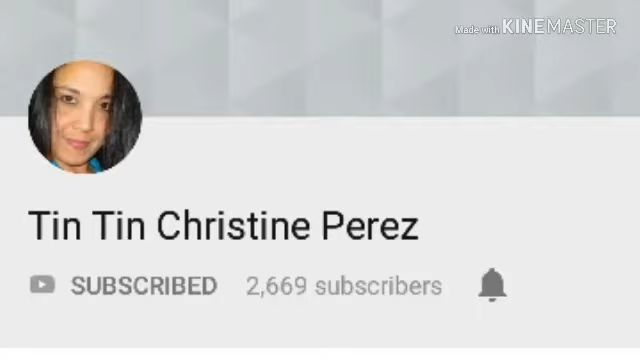 Made with KINEMASTER
Tin Tin Christine Perez
SUBSCRIBED 2,669 subscribers